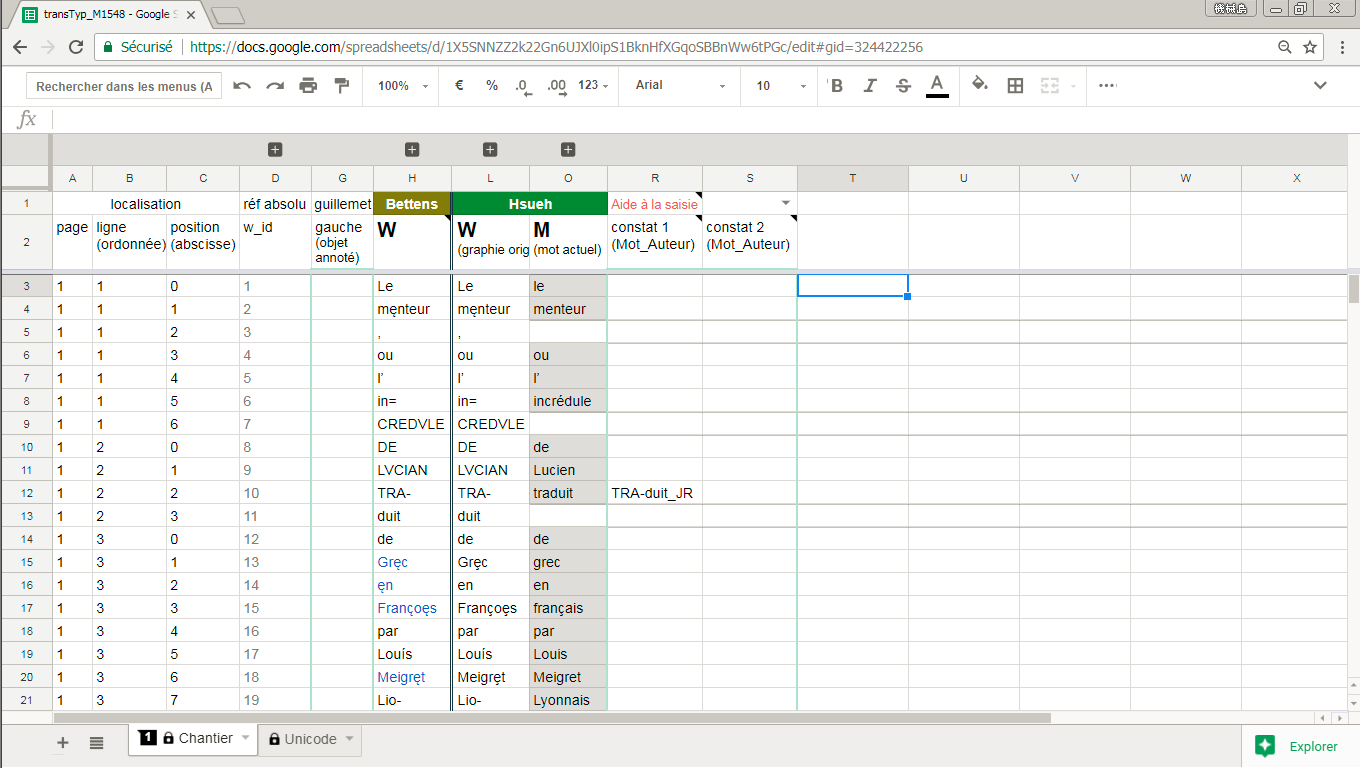 transTyp_M1548 - Google S
機械島
Sécurisé https://docs.google.com/spreadsheets/d/1X5SNNZZ2k22Gn6UJXl0ipS1BknHfXGqoSBBnWw6tPGc/edit#gid=324422256
Rechercher dans les menus (A 100% € % .0 .00 123 Arial 10 B I S A
fx
A B C D G H L O R S T U V W X
1 localisation réf absolu guillemet Bettens Hsueh Aide à la saisie
2 page ligne (ordonnée) position (abscisse) w_id gauche (objet annoté) W W (graphie orig M (mot actuel) constat 1 (Mot_Auteur) constat 2 (Mot_Auteur)
3 1 1 0 1 Le Le le
4 1 1 1 2 męnteur męnteur menteur
5 1 1 2 3 , ,
6 1 1 3 4 ou ou ou
7 1 1 4 5 l’ l’ l’
8 1 1 5 6 in= in= incrédule
9 1 1 6 7 CREDVLE CREDVLE
10 1 2 0 8 DE DE de
11 1 2 1 9 LVCIAN LVCIAN Lucien
12 1 2 2 10 TRA- TRA- traduit TRA-duit_JR
13 1 2 3 11 duit duit
14 1 3 0 12 de de de
15 1 3 1 13 Gręc Gręc grec
16 1 3 2 14 ęn en en
17 1 3 3 15 Françoęs Françoęs français
18 1 3 4 16 par par par
19 1 3 5 17 Louís Louís Louis
20 1 3 6 18 Meigręt Meigręt Meigret
21 1 3 7 19 Lio- Lio- Lyonnais
1 Chantier Unicode Explorer